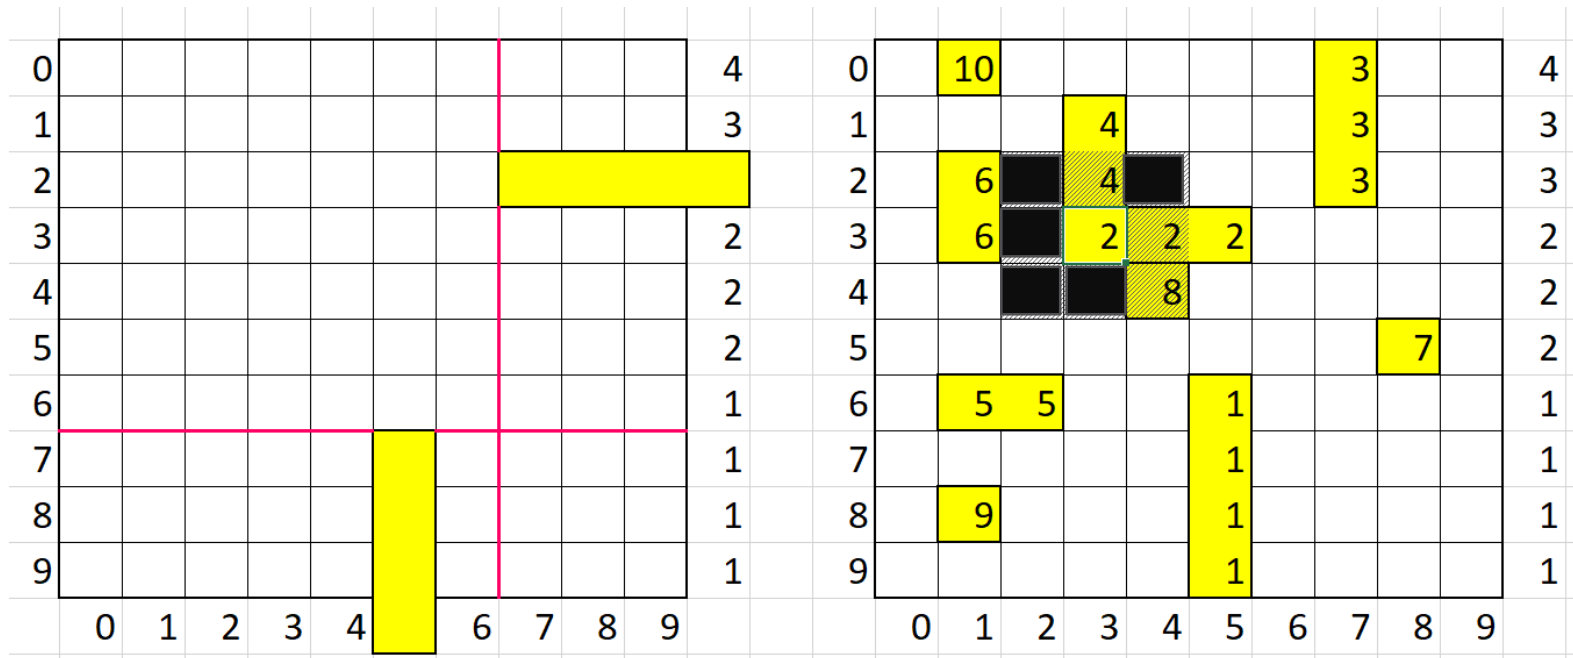 0 4 0 10 3 4
1 3 1 4 3 3
2 2 6 4 3 3
3 2 3 6 2 2 2 2
4 2 4 8 2
5 2 5 7 2
6 1 6 5 5 1 1
7 1 7 1 1
8 1 8 9 1 1
9 1 9 1 1
0 1 2 3 4 6 7 8 9 0 1 2 3 4 5 6 7 8 9